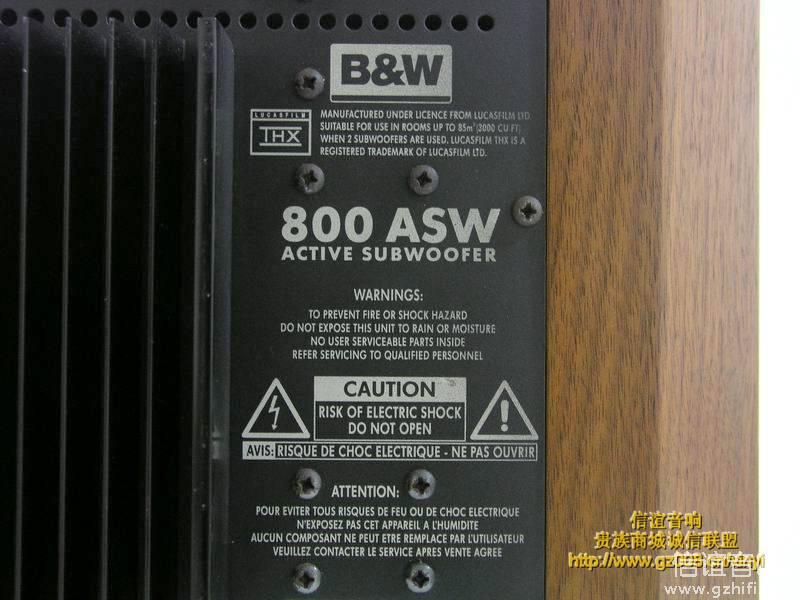 B&W
LUCASFILM
THX
MANUFACTURED UNDER LICENCE FROM LUCASFILM LTD.
SUITABLE FOR USE IN ROOMS UP TO 85m³(2000 CU FT)
WHEN 2 SUBWOOFERS ARE USED. LUCASFILM THX IS A
REGISTERED TRADEMARK OF LUCASFILM LTD.
800 ASW
ACTIVE SUBWOOFER
WARNINGS:
TO PREVENT FIRE OR SHOCK HAZARD
DO NOT EXPOSE THIS UNIT TO RAIN OR MOISTURE
NO USER SERVICEABLE PARTS INSIDE
REFER SERVICING TO QUALIFIED PERSONNEL
CAUTION
RISK OF ELECTRIC SHOCK
DO NOT OPEN
AVIS: RISQUE DE CHOC ELECTRIQUE - NE PAS OUVRIR
ATTENTION:
POUR EVITER TOUS RISQUES DE FEU OU DE CHOC ELECTRIQUE
N'EXPOSEZ PAS CET APPAREIL A L'HUMIDITE
AUCUN COMPOSANT NE PEUT ETRE REMPLACE PAR L'UTILISATEUR
VEUILLEZ CONTACTER LE SERVICE APRES VENTE AGREE
信谊音响
贵族商城诚信联盟
信谊音
www.gzhifi